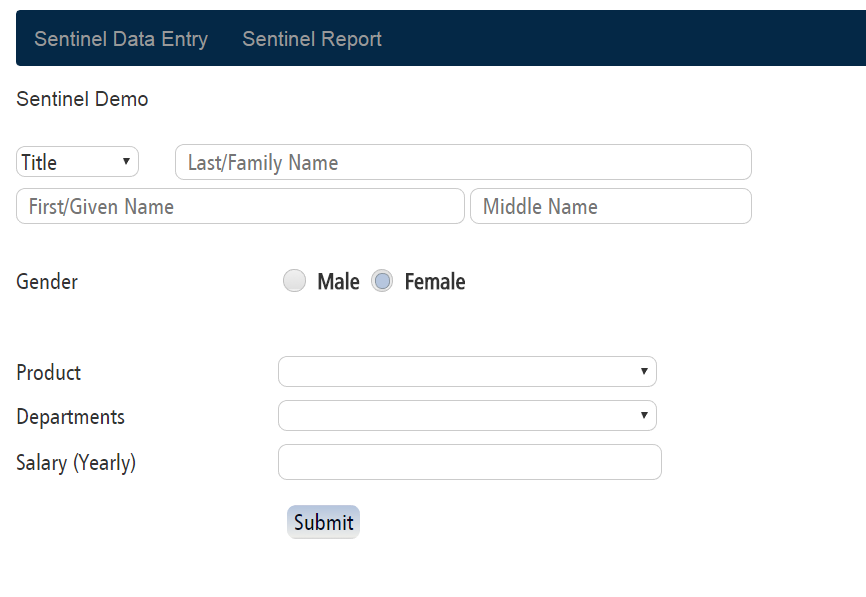 Sentinel Data Entry Sentinel Report
Sentinel Demo
Title Last/Family Name
First/Given Name Middle Name
Gender Male Female
Product
Departments
Salary (Yearly)
Submit